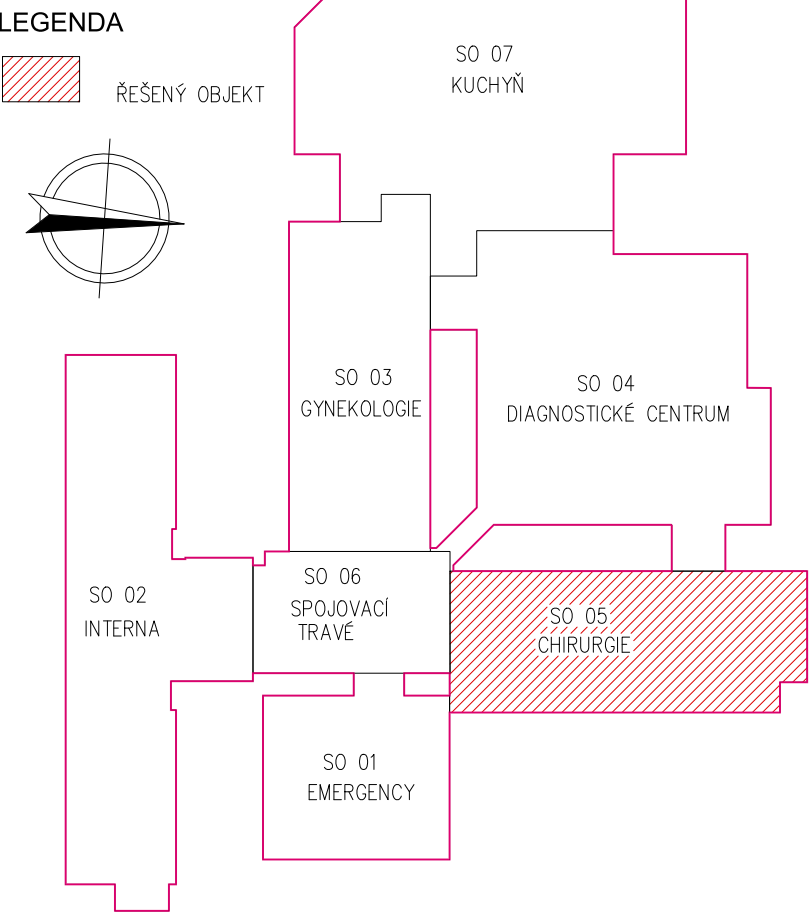 LEGENDA
ŘEŠENÝ OBJEKT
SO 07
KUCHYŇ
SO 03
GYNEKOLOGIE
SO 04
DIAGNOSTICKÉ CENTRUM
SO 02
INTERNA
SO 06
SPOJOVACÍ
TRAVÉ
SO 05
CHIRURGIE
SO 01
EMERGENCY